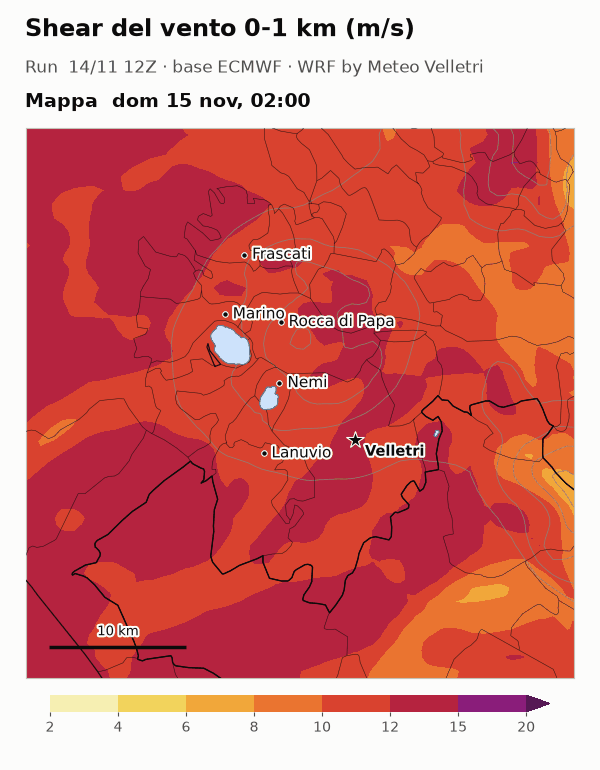 Shear del vento 0-1 km (m/s)
Run  14/11 12Z · base ECMWF · WRF by Meteo Velletri
Mappa  dom 15 nov, 02:00
Frascati
Marino
Rocca di Papa
Nemi
Velletri
Lanuvio
10 km
2 4 6 8 10 12 15 20